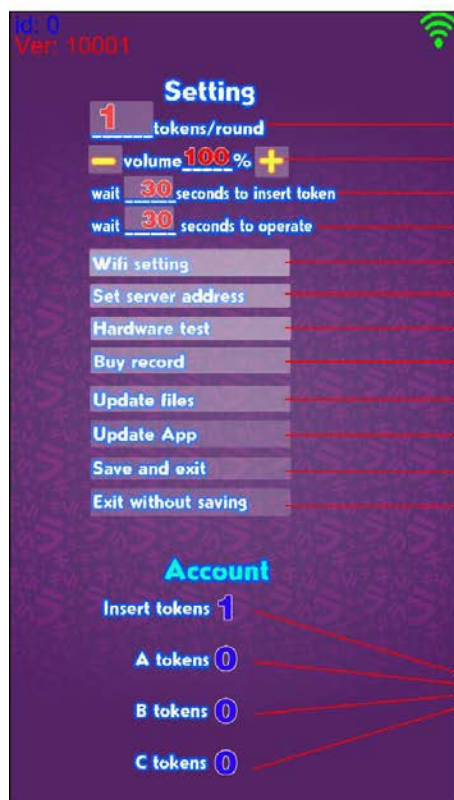 id: 0
Ver: 10001
Setting
1 tokens/round
− volume 100 % +
wait 30 seconds to insert token
wait 30 seconds to operate
Wifi setting
Set server address
Hardware test
Buy record
Update files
Update App
Save and exit
Exit without saving
Account
Insert tokens 1
A tokens 0
B tokens 0
C tokens 0